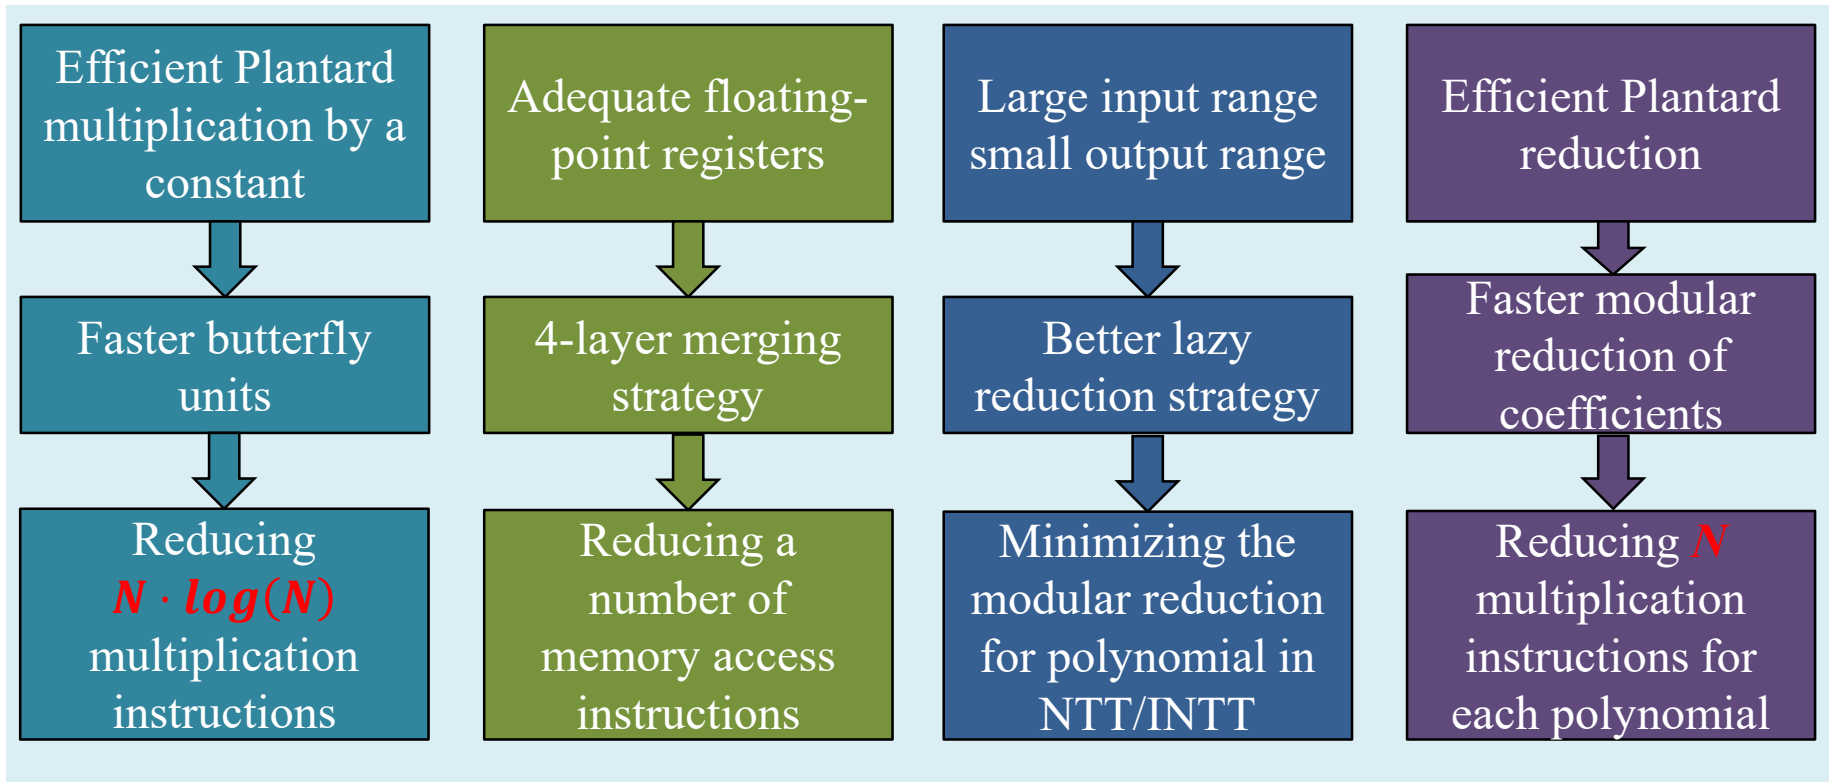 Efficient Plantard
multiplication by a
constant
Faster butterfly
units
Reducing
N · log(N)
multiplication
instructions
Adequate floating-
point registers
4-layer merging
strategy
Reducing a
number of
memory access
instructions
Large input range
small output range
Better lazy
reduction strategy
Minimizing the
modular reduction
for polynomial in
NTT/INTT
Efficient Plantard
reduction
Faster modular
reduction of
coefficients
Reducing N
multiplication
instructions for
each polynomial